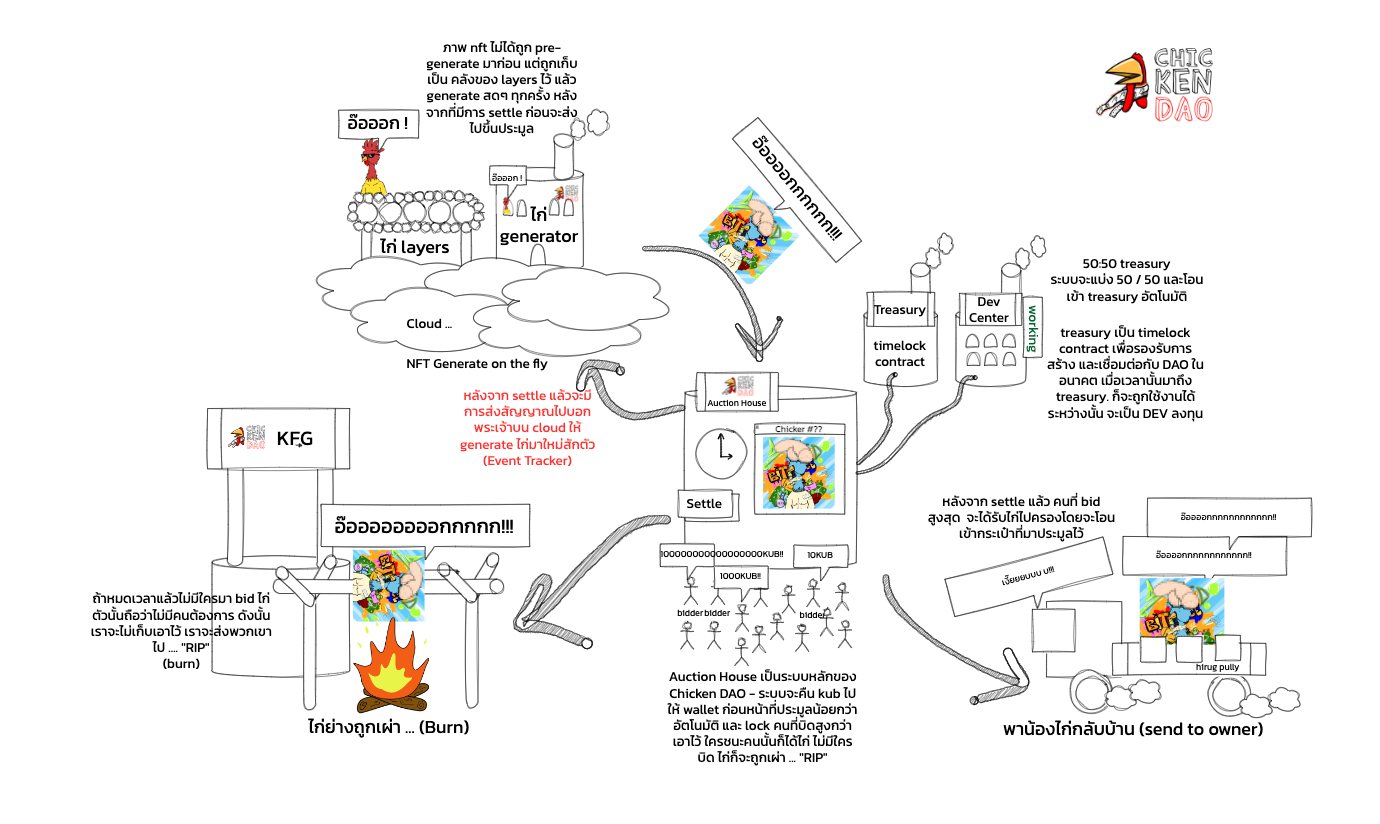 ภาพ nft ไม่ได้ถูก pre-
generate มาก่อน แต่ถูกเก็บ
เป็น คลังของ layers ไว้ แล้ว
generate สดๆ ทุกครั้ง หลัง
จากที่มีการ settle ก่อนจะส่ง
ไปขึ้นประมูล
CHIC
KEN
DAO
อ๊ออออก !
อ๊ออออก !
ไก่ layers
ไก่
generator
Cloud ...
NFT Generate on the fly
อ๊อออออกกกกกก!!!
Treasury
timelock
contract
Dev
Center
working
50:50 treasury
ระบบจะแบ่ง 50 / 50 และโอน
เข้า treasury อัตโนมัติ
treasury เป็น timelock
contract เพื่อรองรับการ
สร้าง และเชื่อมต่อกับ DAO ใน
อนาคต เมื่อเวลานั้นมาถึง
treasury. ก็จะถูกใช้งานได้
ระหว่างนั้น จะเป็น DEV ลงทุน
หลังจาก settle แล้วจะมี
การส่งสัญญาณไปบอก
พระเจ้าบน cloud ให้
generate ไก่มาใหม่สักตัว
(Event Tracker)
CHIC
KEN
DAO
Auction House
Chicker #??
Settle
10000000000000000000KUB!!
1000KUB!!
10KUB
bidder
bidder
bidder
Auction House เป็นระบบหลักของ
Chicken DAO - ระบบจะคืน kub ไป
ให้ wallet ก่อนหน้าที่ประมูลน้อยกว่า
อัตโนมัติ และ lock คนที่บิดสูงกว่า
เอาไว้ ใครชนะคนนั้นก็ได้ไก่ ไม่มีใคร
บิด ไก่ก็จะถูกเผ่า ... "RIP"
CHIC
KEN
DAO
KFG
อ๊ออออออออออกกกกก!!!
ถ้าหมดเวลาแล้วไม่มีใครมา bid ไก่
ตัวนั้นถือว่าไม่มีคนต้องการ ดังนั้น
เราจะไม่เก็บเอาไว้ เราจะส่งพวกเขา
ไป .... "RIP"
(burn)
ไก่ย่างถูกเผ่า ... (Burn)
หลังจาก settle แล้ว คนที่ bid
สูงสุด จะได้รับไก่ไปครองโดยจะโอน
เข้ากระเป๋าที่มาประมูลไว้
เงี๊ยยยบบบ บ!!!
อ๊อออออกกกกกกกกกกกกก!!
อ๊อออออกกกกกกกกกกกกก!!
hirug pully
พาน้องไก่กลับบ้าน (send to owner)